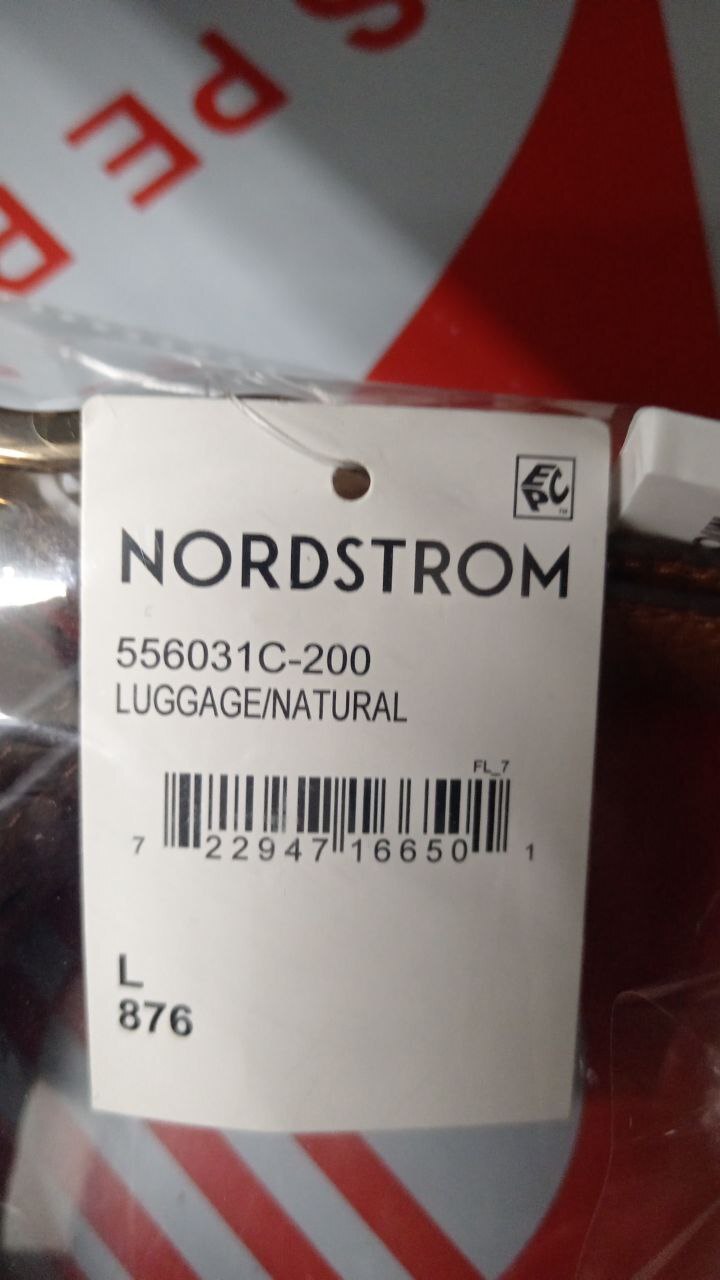 EPC
NORDSTROM
556031C-200
LUGGAGE/NATURAL
FL_7
7 22947 16650 1
L
876